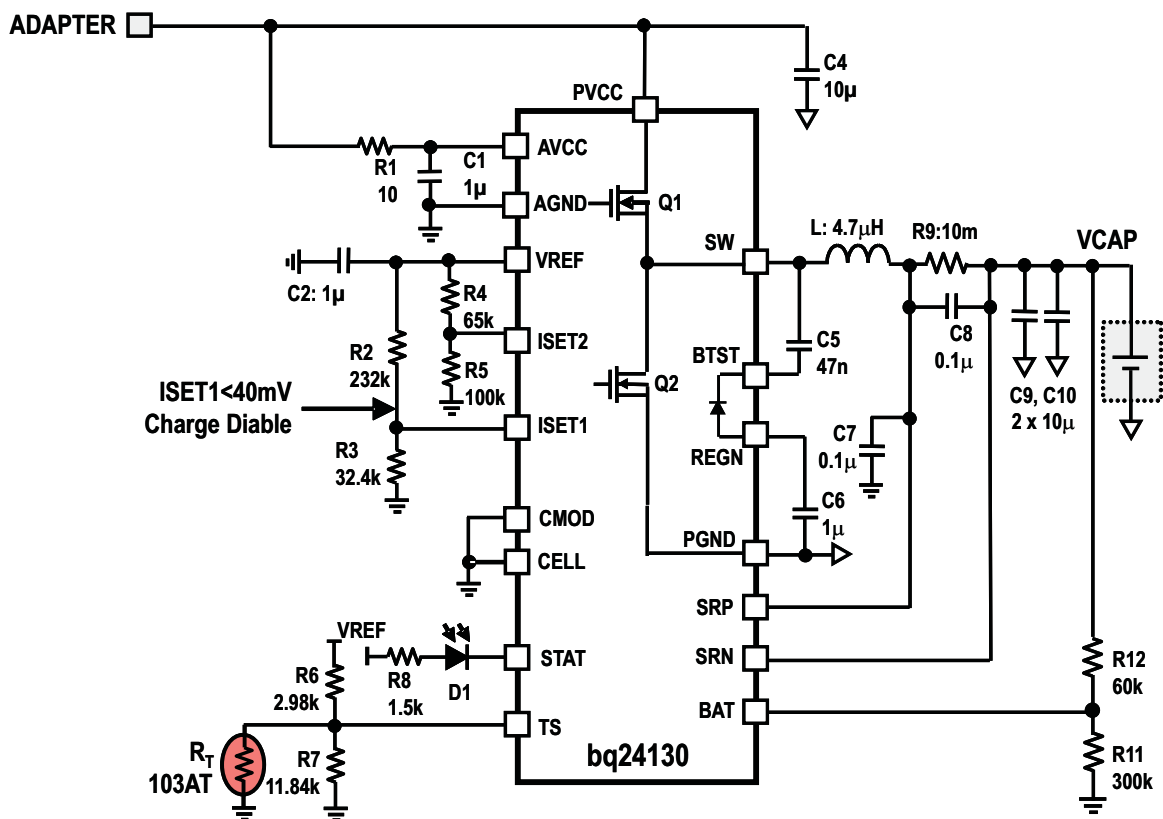 ADAPTER
C4
10µ
PVCC
AVCC
R1
10
C1
1µ
AGND
Q1
SW
L: 4.7µH
R9:10m
VCAP
VREF
C2: 1µ
R4
65k
ISET2
R2
232k
R5
100k
C5
47n
C8
0.1µ
BTST
Q2
C9, C10
2 x 10µ
ISET1<40mV
Charge Diable
ISET1
R3
32.4k
REGN
C7
0.1µ
C6
1µ
CMOD
PGND
CELL
SRP
VREF
STAT
SRN
R8
1.5k
D1
R6
2.98k
R12
60k
BAT
TS
RT
103AT
R7
11.84k
bq24130
R11
300k